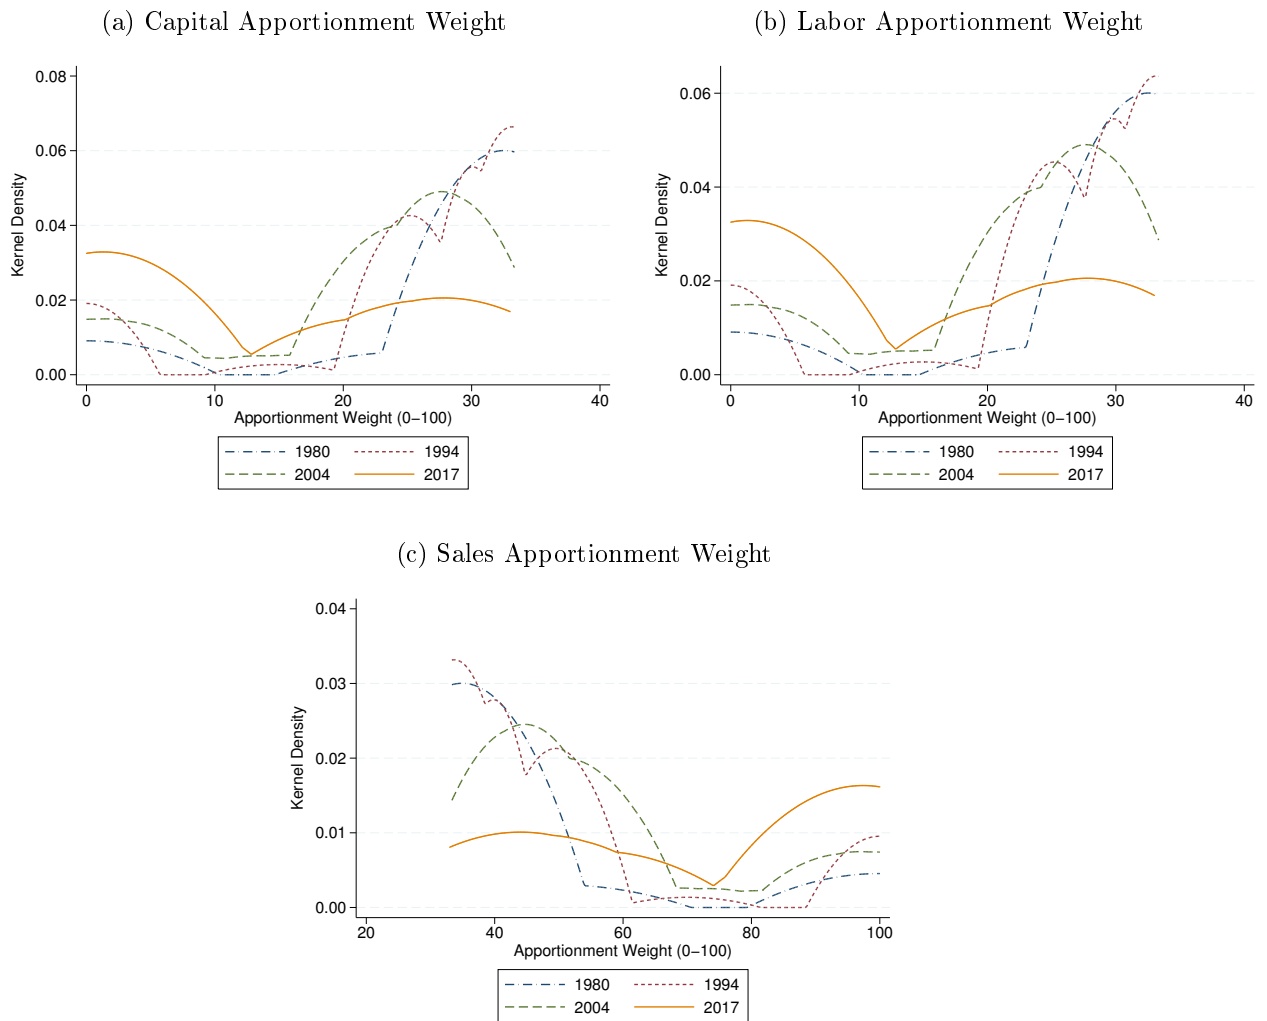 (a) Capital Apportionment Weight
0.08
0.06
0.04
0.02
0.00
Kernel Density
0 10 20 30 40
Apportionment Weight (0–100)
1980 1994
2004 2017
(b) Labor Apportionment Weight
0.06
0.04
0.02
0.00
Kernel Density
0 10 20 30 40
Apportionment Weight (0–100)
1980 1994
2004 2017
(c) Sales Apportionment Weight
0.04
0.03
0.02
0.01
0.00
Kernel Density
20 40 60 80 100
Apportionment Weight (0–100)
1980 1994
2004 2017